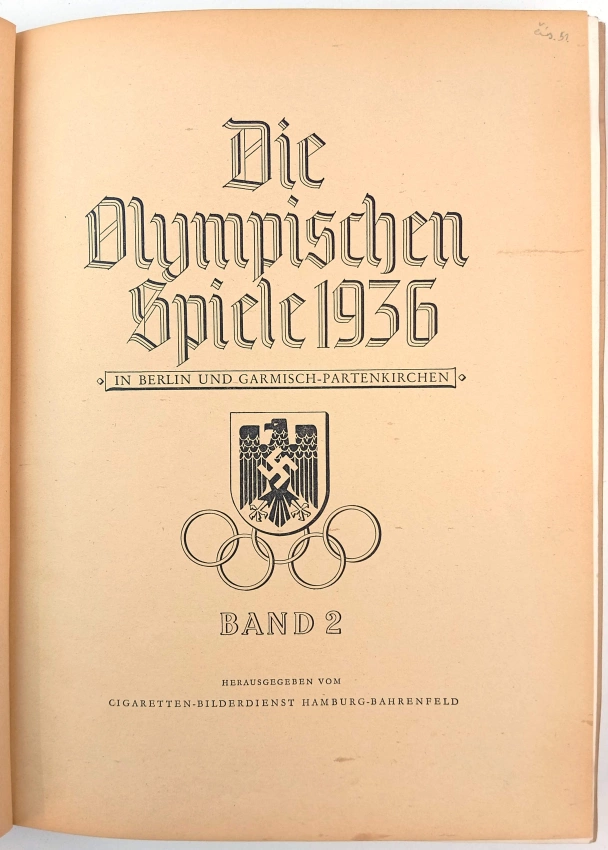 Die
Olympischen
Spiele 1936
IN BERLIN UND GARMISCH-PARTENKIRCHEN
BAND 2
HERAUSGEGEBEN VOM
CIGARETTEN-BILDERDIENST HAMBURG-BAHRENFELD